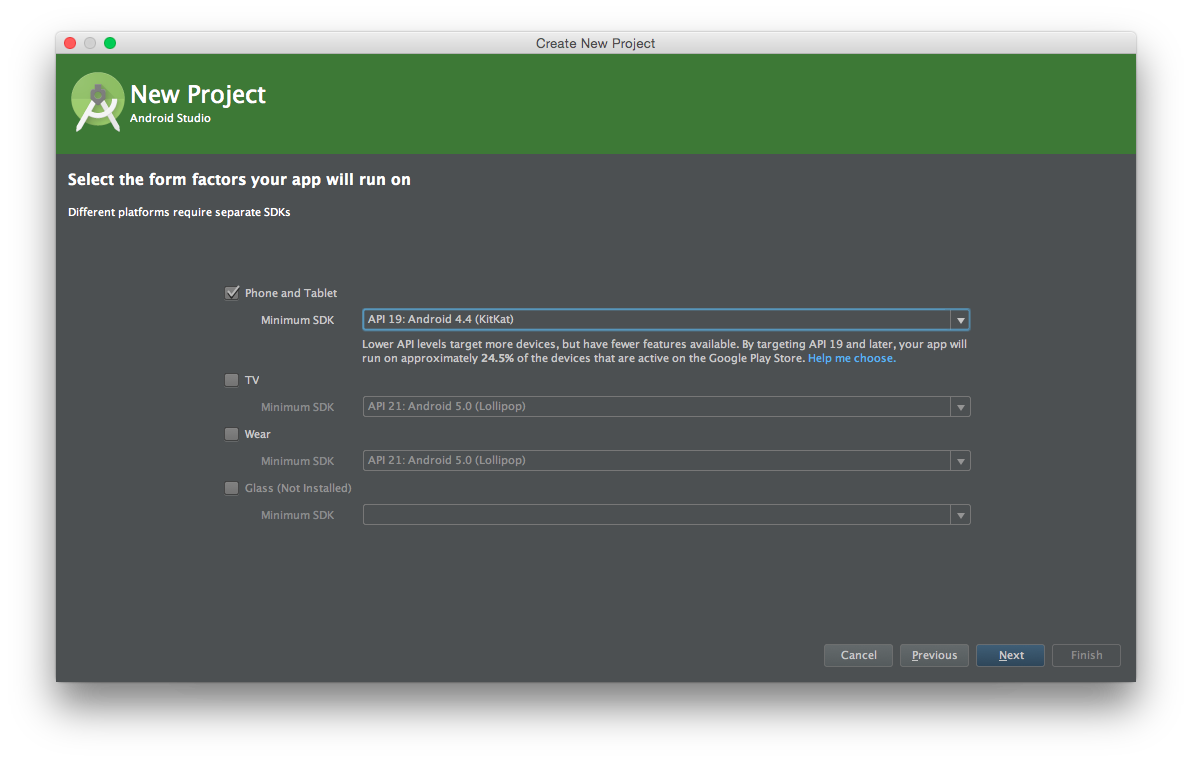 Create New Project
New Project
Android Studio
Select the form factors your app will run on
Different platforms require separate SDKs
Phone and Tablet
Minimum SDK API 19: Android 4.4 (KitKat)
Lower API levels target more devices, but have fewer features available. By targeting API 19 and later, your app will
run on approximately 24.5% of the devices that are active on the Google Play Store. Help me choose.
TV
Minimum SDK API 21: Android 5.0 (Lollipop)
Wear
Minimum SDK API 21: Android 5.0 (Lollipop)
Glass (Not Installed)
Minimum SDK
Cancel Previous Next Finish